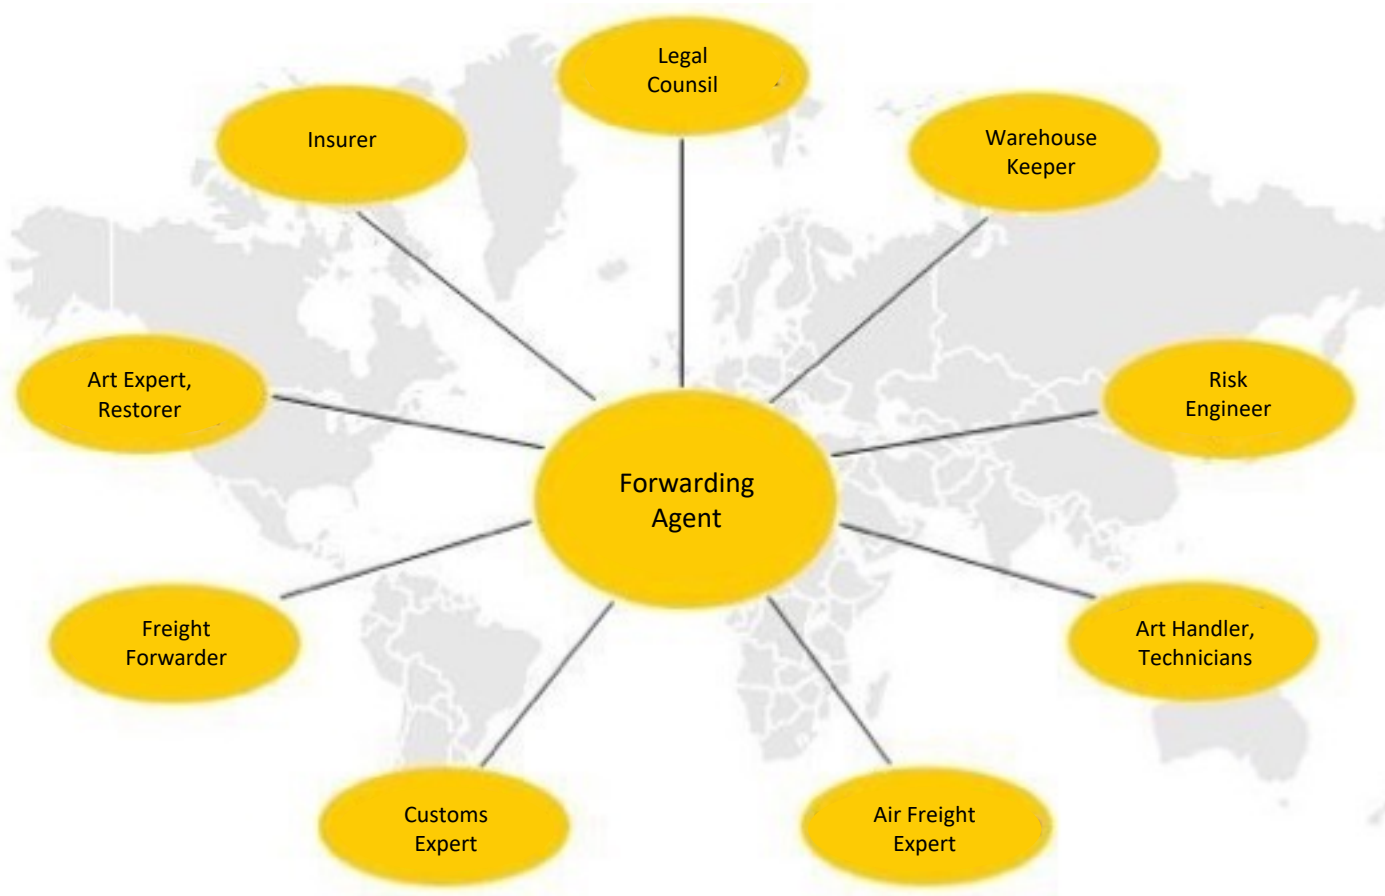 Legal
Counsil
Insurer
Warehouse
Keeper
Art Expert,
Restorer
Risk
Engineer
Forwarding
Agent
Freight
Forwarder
Art Handler,
Technicians
Customs
Expert
Air Freight
Expert